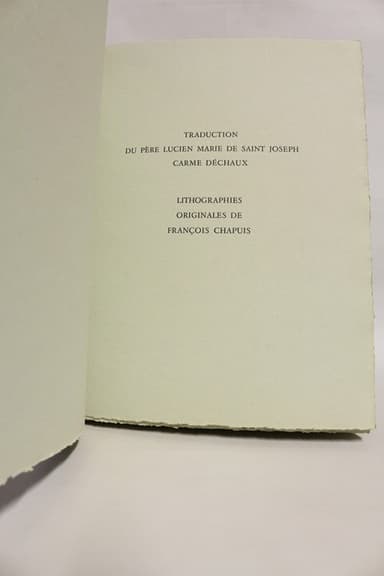 TRADUCTION
DU PÈRE LUCIEN MARIE DE SAINT JOSEPH
CARME DÉCHAUX
LITHOGRAPHIES
ORIGINALES DE
FRANÇOIS CHAPUIS